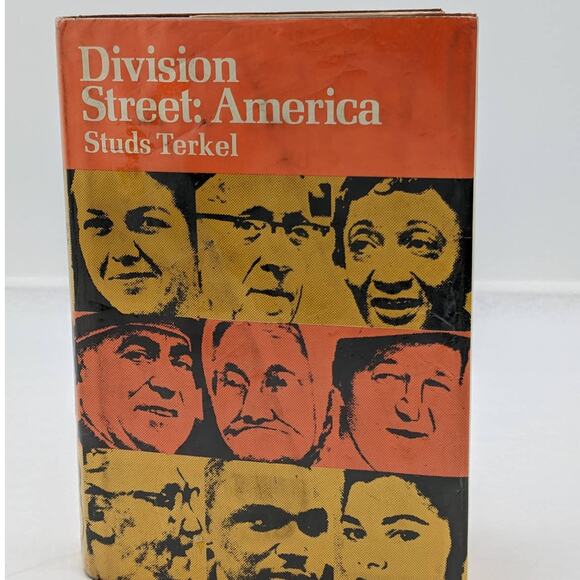 Division
Street: America
Studs Terkel